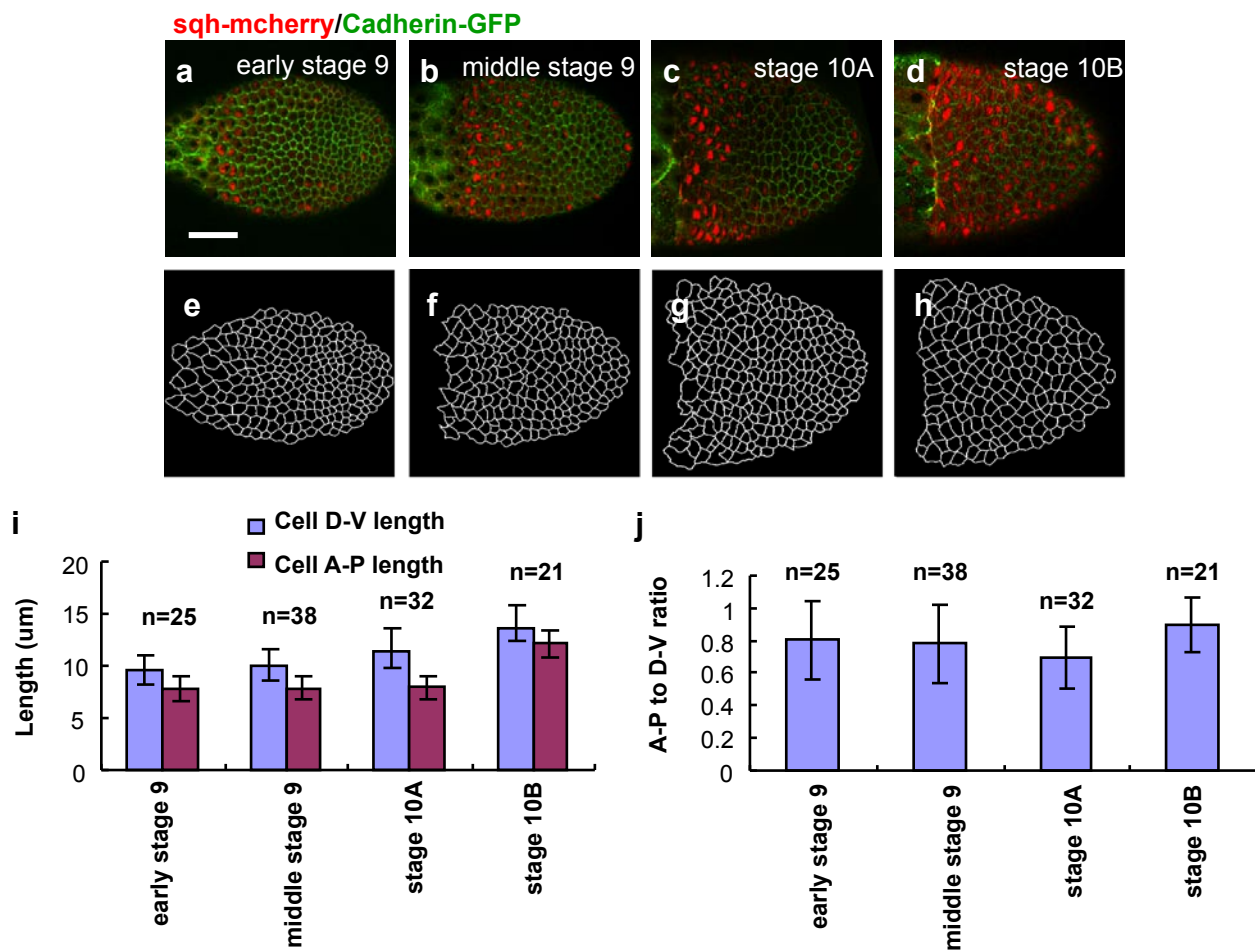 sqh-mcherry/Cadherin-GFP
a early stage 9
b middle stage 9
c stage 10A
d stage 10B
e
f
g
h
i
Cell D-V length
Cell A-P length
Length (um)
20
15
10
5
0
n=25
n=38
n=32
n=21
early stage 9
middle stage 9
stage 10A
stage 10B
j
A-P to D-V ratio
1.2
1
0.8
0.6
0.4
0.2
0
n=25
n=38
n=32
n=21
early stage 9
middle stage 9
stage 10A
stage 10B